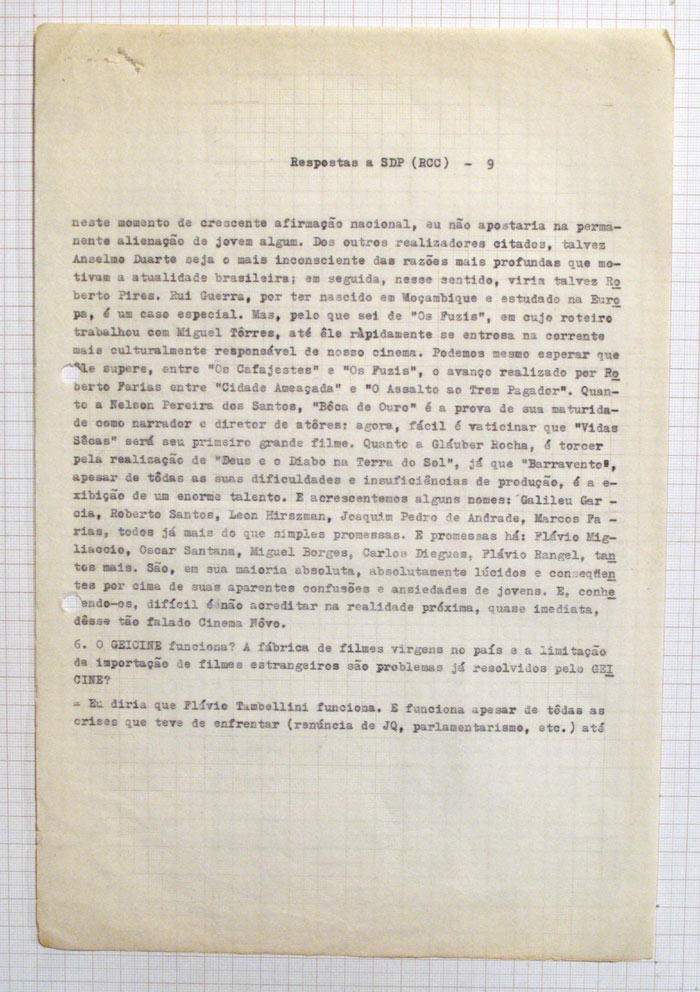 Respostas a SDP (RCC) - 9
neste momento de crescente afirmação nacional, eu não apostaria na perma-
nente alienação de jovem algum. Dos outros realizadores citados, talvez
Anselmo Duarte seja o mais inconsciente das razões mais profundas que mo-
tivam a atualidade brasileira; em seguida, nesse sentido, viria talvez Ro
berto Pires. Rui Guerra, por ter nascido em Moçambique e estudado na Euro
pa, é um caso especial. Mas, pelo que sei de "Os Fuzis", em cujo roteiro
trabalhou com Miguel Tôrres, até êle ràpidamente se entrosa na corrente
mais culturalmente responsável de nosso cinema. Podemos mesmo esperar que
êle supere, entre "Os Cafajestes" e "Os Fuzis", o avanço realizado por Ro
berto Farias entre "Cidade Ameaçada" e "O Assalto ao Trem Pagador". Quan-
to a Nelson Pereira dos Santos, "Bôca de Ouro" é a prova de sua maturida-
de como narrador e diretor de atôres: agora, fácil é vaticinar que "Vidas
Sêcas" será seu primeiro grande filme. Quanto a Gláuber Rocha, é torcer
pela realização de "Deus e o Diabo na Terra do Sol", já que "Barravento",
apesar de tôdas as suas dificuldades e insuficiências de produção, é a e-
xibição de um enorme talento. E acrescentemos alguns nomes: Galileu Gar -
cia, Roberto Santos, Leon Hirszman, Joaquim Pedro de Andrade, Marcos Fa -
rias, todos já mais do que simples promessas. E promessas há: Flávio Mig-
liaccio, Oscar Santana, Miguel Borges, Carlos Diegues, Flávio Rangel, tan
tos mais. São, em sua maioria absoluta, absolutamente lúcidos e conseqüen
tes por cima de suas aparentes confusões e ansiedades de jovens. E, conhe
cendo-os, difícil é não acreditar na realidade próxima, quase imediata,
dêsse tão falado Cinema Nôvo.
6. O GEICINE funciona? A fábrica de filmes virgens no país e a limitação
da importação de filmes estrangeiros são problemas já resolvidos pelo GEI
CINE?
= Eu diria que Flávio Tambellini funciona. E funciona apesar de tôdas as
crises que teve de enfrentar (renúncia de JQ, parlamentarismo, etc.) até